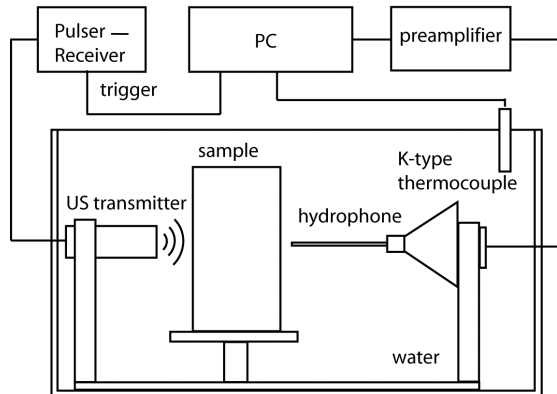 Pulser —
Receiver
PC
preamplifier
trigger
sample
K-type
thermocouple
US transmitter
hydrophone
water